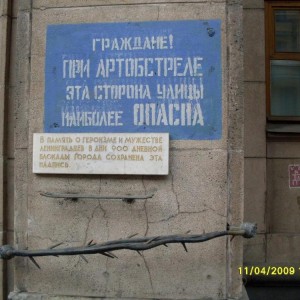 ГРАЖДАНЕ!
ПРИ АРТОБСТРЕЛЕ
ЭТА СТОРОНА УЛИЦЫ
НАИБОЛЕЕ ОПАСНА
В ПАМЯТЬ О ГЕРОИЗМЕ И МУЖЕСТВЕ
ЛЕНИНГРАДЦЕВ В ДНИ 900 ДНЕВНОЙ
БЛОКАДЫ ГОРОДА СОХРАНЕНА ЭТА
НАДПИСЬ
11/04/2009